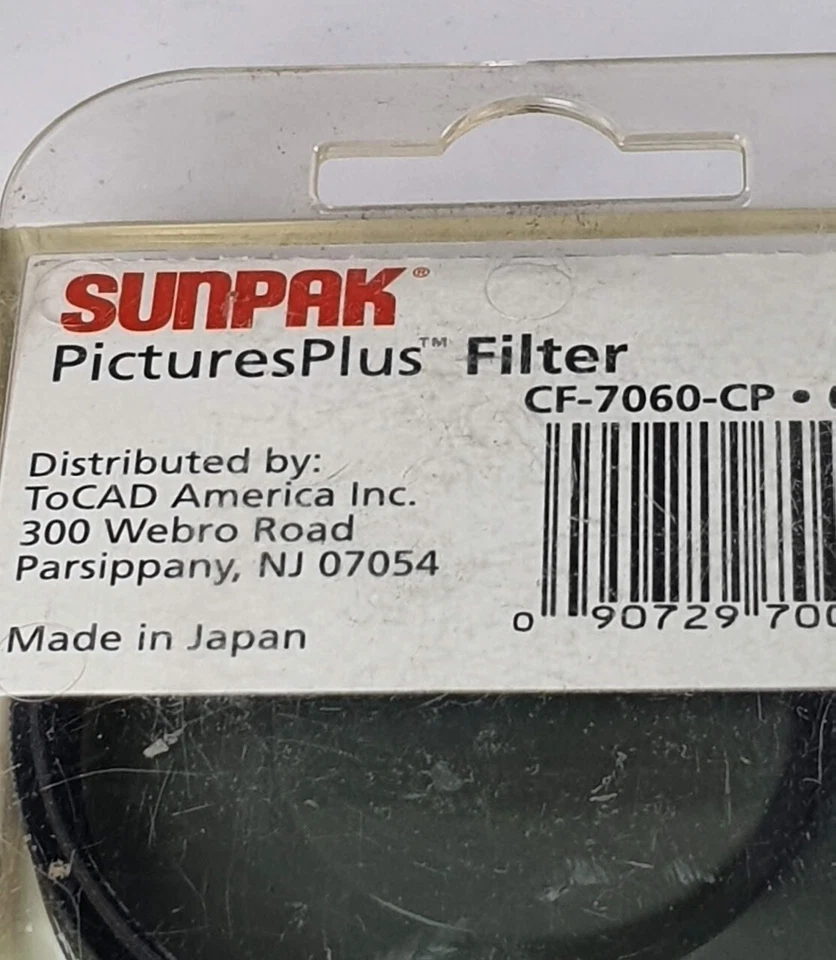 SUNPAK®
PicturesPlus™ Filter
CF-7060-CP •
Distributed by:
ToCAD America Inc.
300 Webro Road
Parsippany, NJ 07054
Made in Japan
0 90729 700